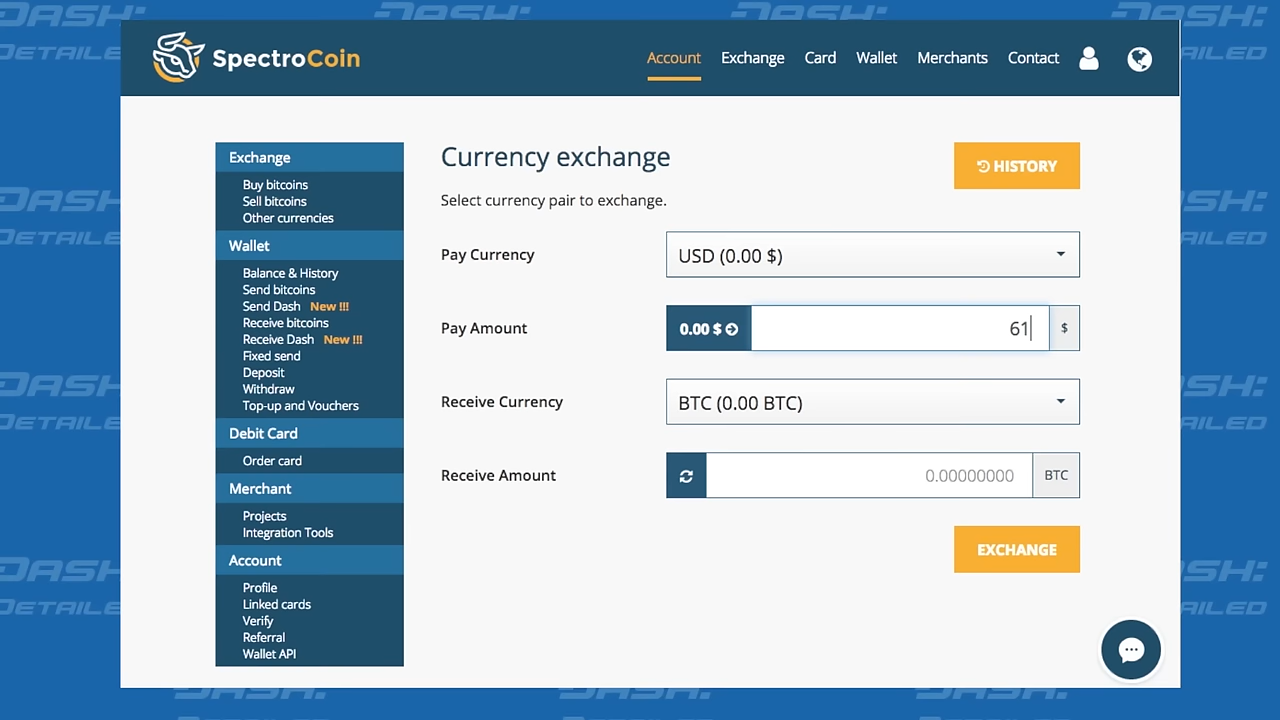 SpectroCoin
Account Exchange Card Wallet Merchants Contact
Exchange
Buy bitcoins
Sell bitcoins
Other currencies
Wallet
Balance & History
Send bitcoins
Send Dash New !!!
Receive bitcoins
Receive Dash New !!!
Fixed send
Deposit
Withdraw
Top-up and Vouchers
Debit Card
Order card
Merchant
Projects
Integration Tools
Account
Profile
Linked cards
Verify
Referral
Wallet API
Currency exchange
HISTORY
Select currency pair to exchange.
Pay Currency
USD (0.00 $)
Pay Amount
0.00 $
61
$
Receive Currency
BTC (0.00 BTC)
Receive Amount
0.00000000
BTC
EXCHANGE
DASH:
DETAILED